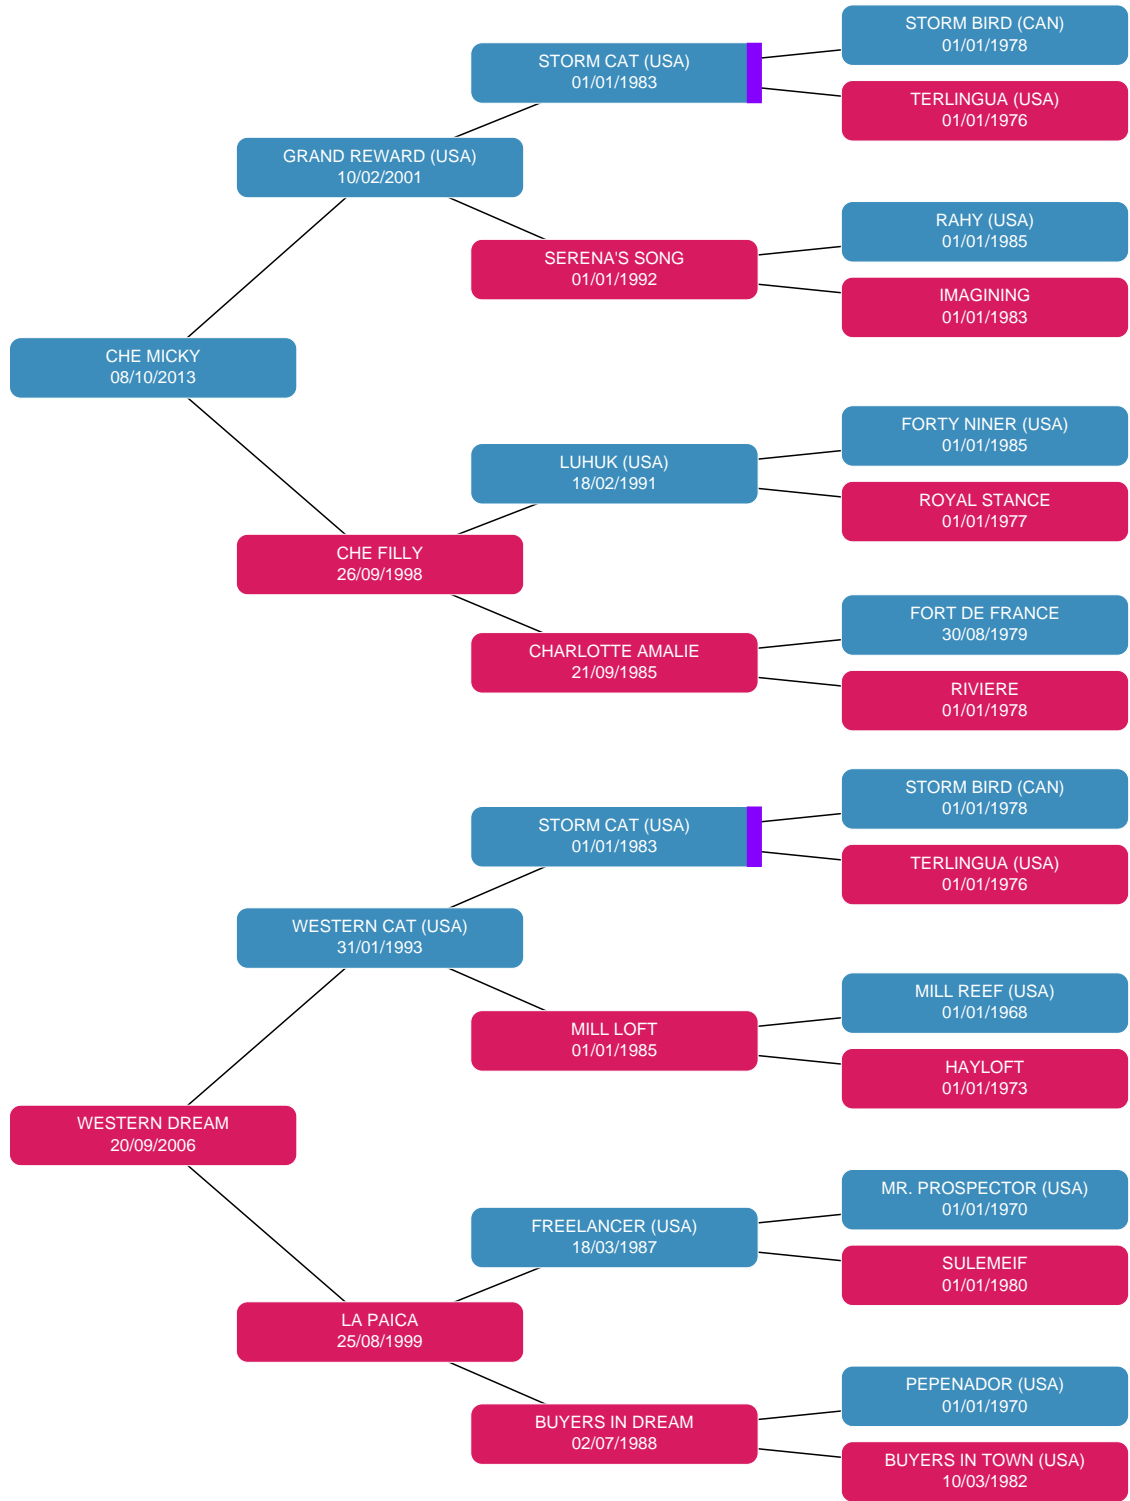 STORM BIRD (CAN)
01/01/1978
STORM CAT (USA)
01/01/1983
TERLINGUA (USA)
01/01/1976
GRAND REWARD (USA)
10/02/2001
RAHY (USA)
01/01/1985
SERENA'S SONG
01/01/1992
IMAGINING
01/01/1983
CHE MICKY
08/10/2013
FORTY NINER (USA)
01/01/1985
LUHUK (USA)
18/02/1991
ROYAL STANCE
01/01/1977
CHE FILLY
26/09/1998
FORT DE FRANCE
30/08/1979
CHARLOTTE AMALIE
21/09/1985
RIVIERE
01/01/1978
STORM BIRD (CAN)
01/01/1978
STORM CAT (USA)
01/01/1983
TERLINGUA (USA)
01/01/1976
WESTERN CAT (USA)
31/01/1993
MILL REEF (USA)
01/01/1968
MILL LOFT
01/01/1985
HAYLOFT
01/01/1973
WESTERN DREAM
20/09/2006
MR. PROSPECTOR (USA)
01/01/1970
FREELANCER (USA)
18/03/1987
SULEMEIF
01/01/1980
LA PAICA
25/08/1999
PEPENADOR (USA)
01/01/1970
BUYERS IN DREAM
02/07/1988
BUYERS IN TOWN (USA)
10/03/1982